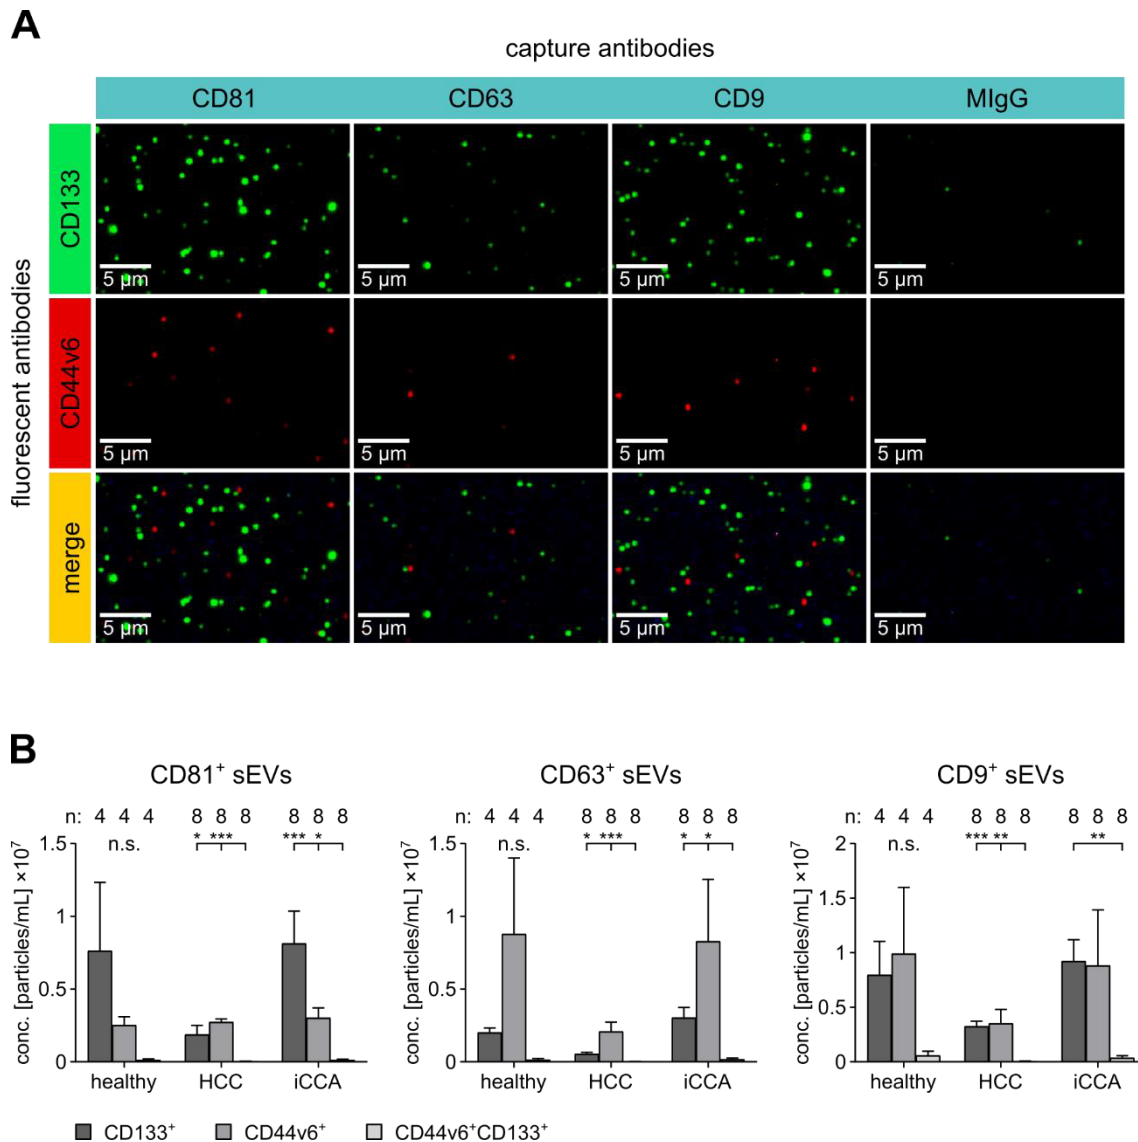 A
capture antibodies
CD81 CD63 CD9 MIgG
fluorescent antibodies
CD133
5 µm 5 µm 5 µm 5 µm
CD44v6
5 µm 5 µm 5 µm 5 µm
merge
5 µm 5 µm 5 µm 5 µm
B
CD81⁺ sEVs
n: 4 4 4 8 8 8 8 8 8
n.s. * *** *** *
conc. [particles/mL] ×10⁷
1.5
1
0.5
0
healthy HCC iCCA
CD63⁺ sEVs
4 4 4 8 8 8 8 8 8
n.s. * *** * *
conc. [particles/mL] ×10⁷
1.5
1
0.5
0
healthy HCC iCCA
CD9⁺ sEVs
4 4 4 8 8 8 8 8 8
n.s. *** ** **
conc. [particles/mL] ×10⁷
2
1.5
1
0.5
0
healthy HCC iCCA
CD133⁺ CD44v6⁺ CD44v6⁺CD133⁺